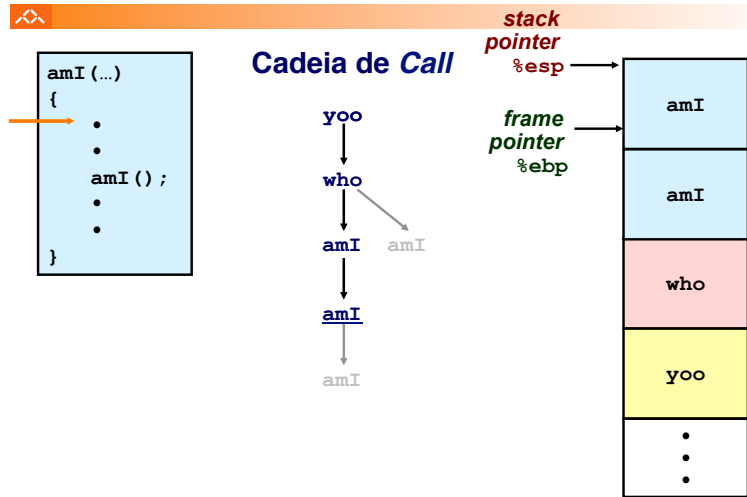 amI(…)
{
•
•
amI();
•
•
}
Cadeia de Call
yoo
who
amI amI
amI
amI
stack
pointer
%esp
frame
pointer
%ebp
amI
amI
who
yoo
•
•
•